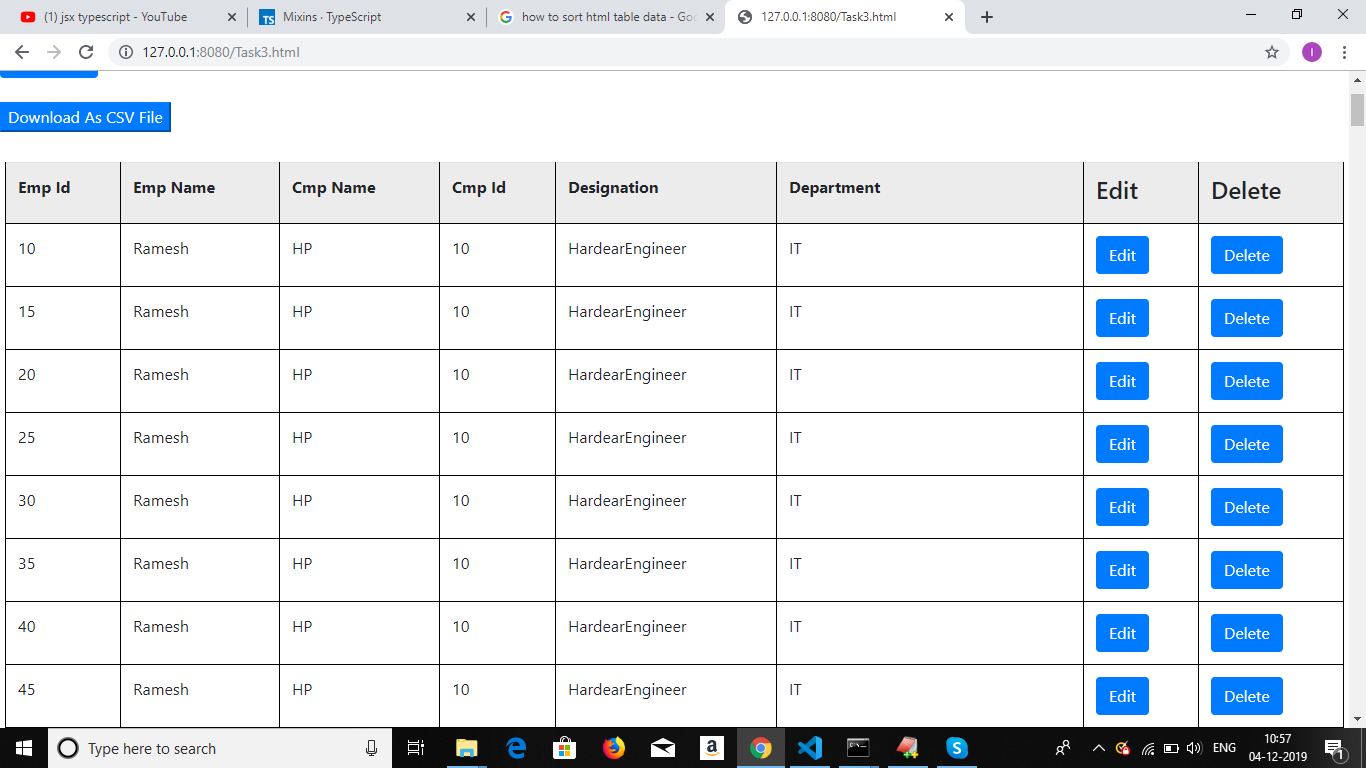 (1) jsx typescript - YouTube
TS Mixins · TypeScript
how to sort html table data - Goo
127.0.0.1:8080/Task3.html
127.0.0.1:8080/Task3.html
I
Download As CSV File
Emp Id Emp Name Cmp Name Cmp Id Designation Department Edit Delete
10 Ramesh HP 10 HardearEngineer IT Edit Delete
15 Ramesh HP 10 HardearEngineer IT Edit Delete
20 Ramesh HP 10 HardearEngineer IT Edit Delete
25 Ramesh HP 10 HardearEngineer IT Edit Delete
30 Ramesh HP 10 HardearEngineer IT Edit Delete
35 Ramesh HP 10 HardearEngineer IT Edit Delete
40 Ramesh HP 10 HardearEngineer IT Edit Delete
45 Ramesh HP 10 HardearEngineer IT Edit Delete
Type here to search
ENG
10:57
04-12-2019
1